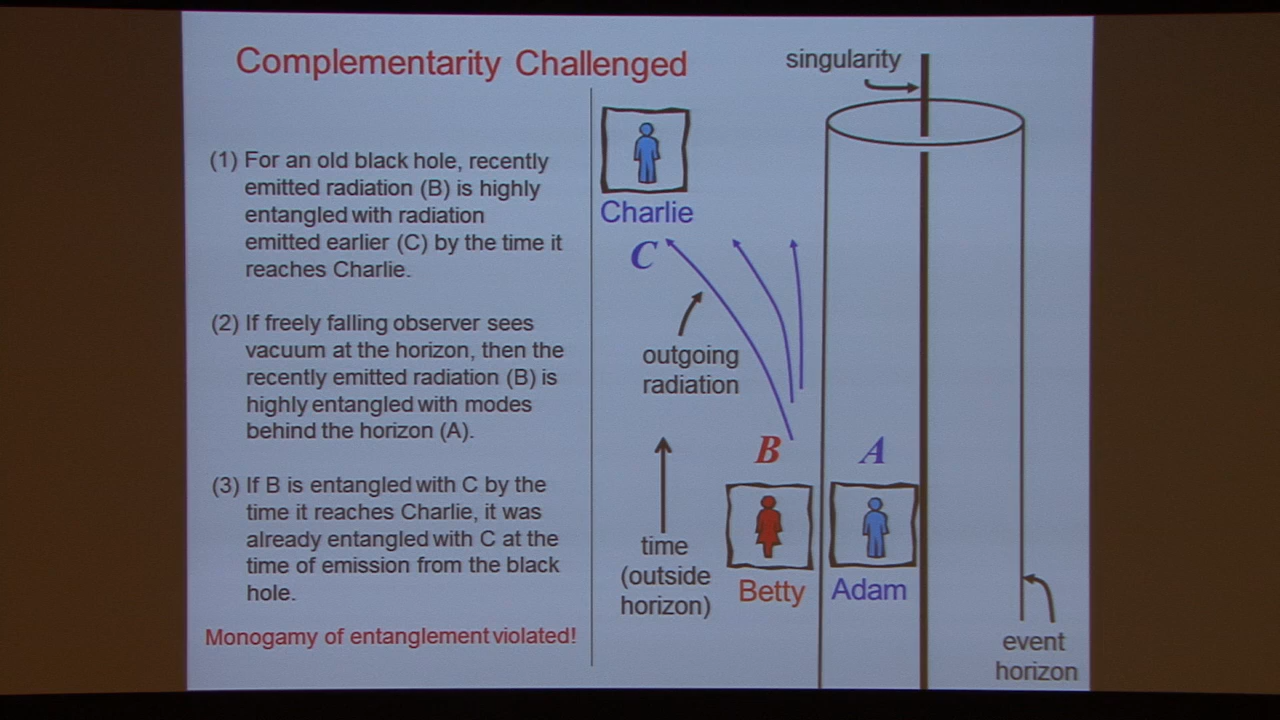 Complementarity Challenged
(1) For an old black hole, recently
emitted radiation (B) is highly
entangled with radiation
emitted earlier (C) by the time it
reaches Charlie.
(2) If freely falling observer sees
vacuum at the horizon, then the
recently emitted radiation (B) is
highly entangled with modes
behind the horizon (A).
(3) If B is entangled with C by the
time it reaches Charlie, it was
already entangled with C at the
time of emission from the black
hole.
Monogamy of entanglement violated!
singularity
Charlie
C
outgoing
radiation
B
A
time
(outside
horizon)
Betty
Adam
event
horizon